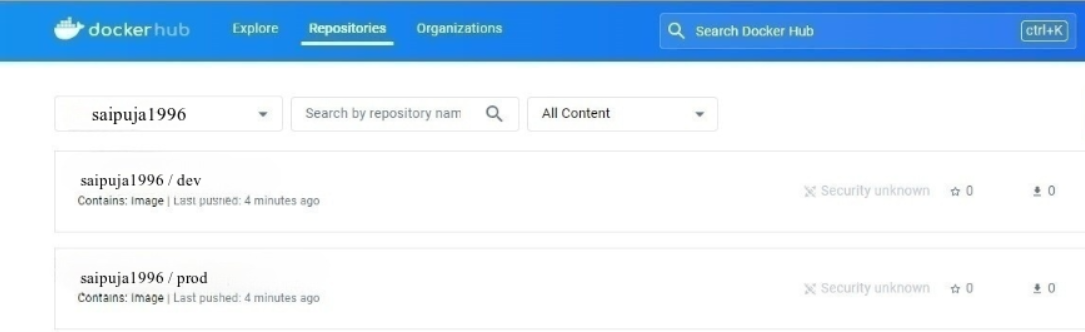 dockerhub Explore Repositories Organizations Search Docker Hub ctrl+K
saipuja1996 Search by repository nam All Content
saipuja1996 / dev
Contains: Image | Last pushed: 4 minutes ago
Security unknown 0 0
saipuja1996 / prod
Contains: Image | Last pushed: 4 minutes ago
Security unknown 0 0